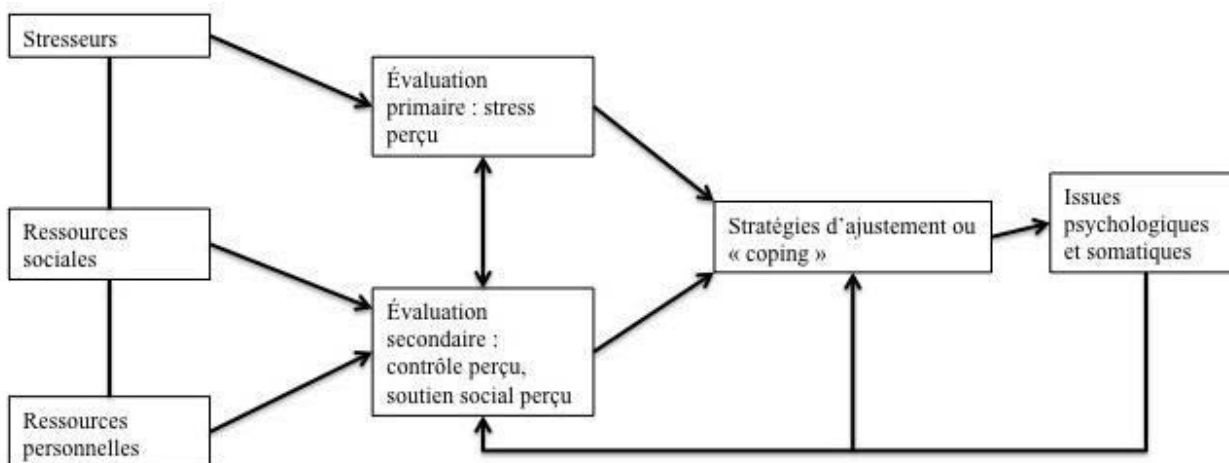 Stresseurs
Évaluation
primaire : stress
perçu
Ressources
sociales
Stratégies d’ajustement ou
« coping »
Issues
psychologiques
et somatiques
Évaluation
secondaire :
contrôle perçu,
soutien social perçu
Ressources
personnelles